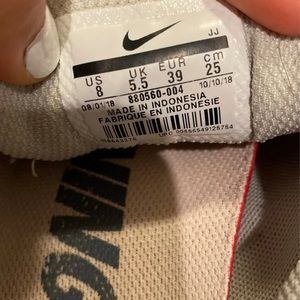 JJ
US UK EUR cm
8 5.5 39 25
08/01/18 880560-004 10/10/18
MADE IN INDONESIA
FABRIQUE EN INDONESIE